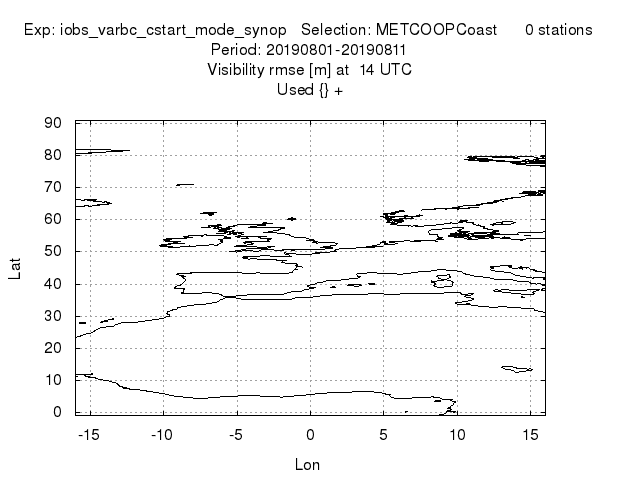 Exp: iobs_varbc_cstart_mode_synop Selection: METCOOPCoast 0 stations
Period: 20190801-20190811
Visibility rmse [m] at 14 UTC
Used {} +
90
80
70
60
50
40
30
20
10
0
Lat
-15 -10 -5 0 5 10 15
Lon